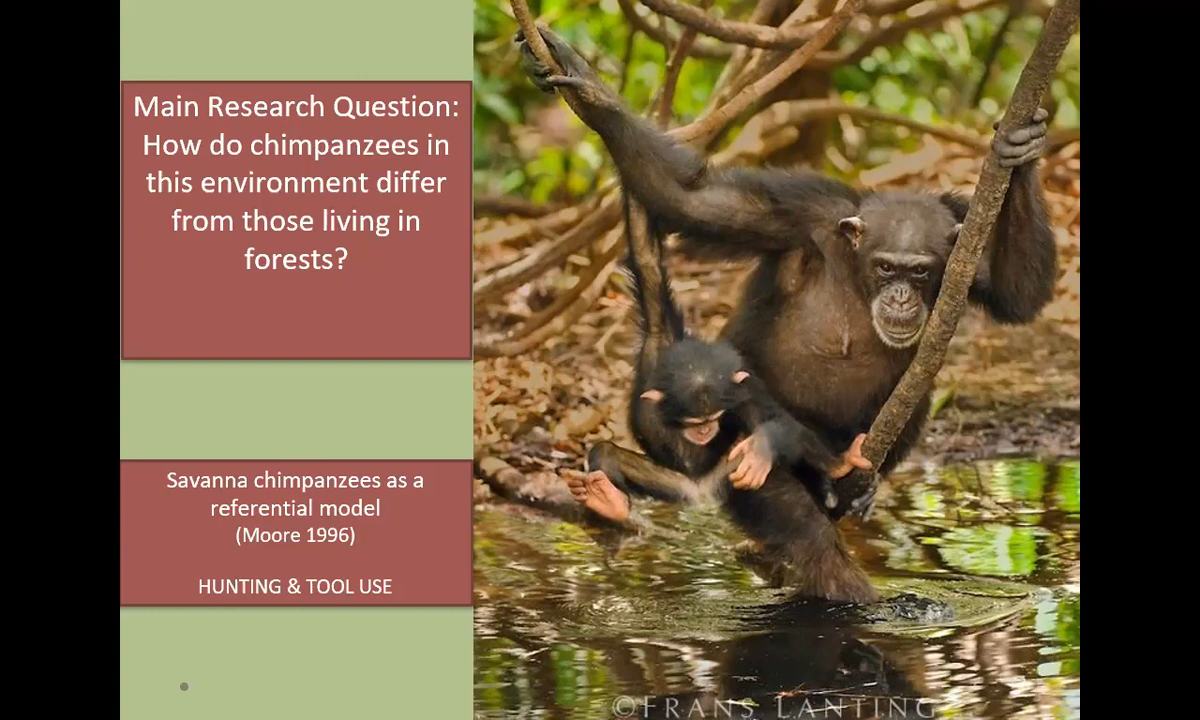 Main Research Question:
How do chimpanzees in
this environment differ
from those living in
forests?
Savanna chimpanzees as a
referential model
(Moore 1996)
HUNTING & TOOL USE
©FRANS LANTING